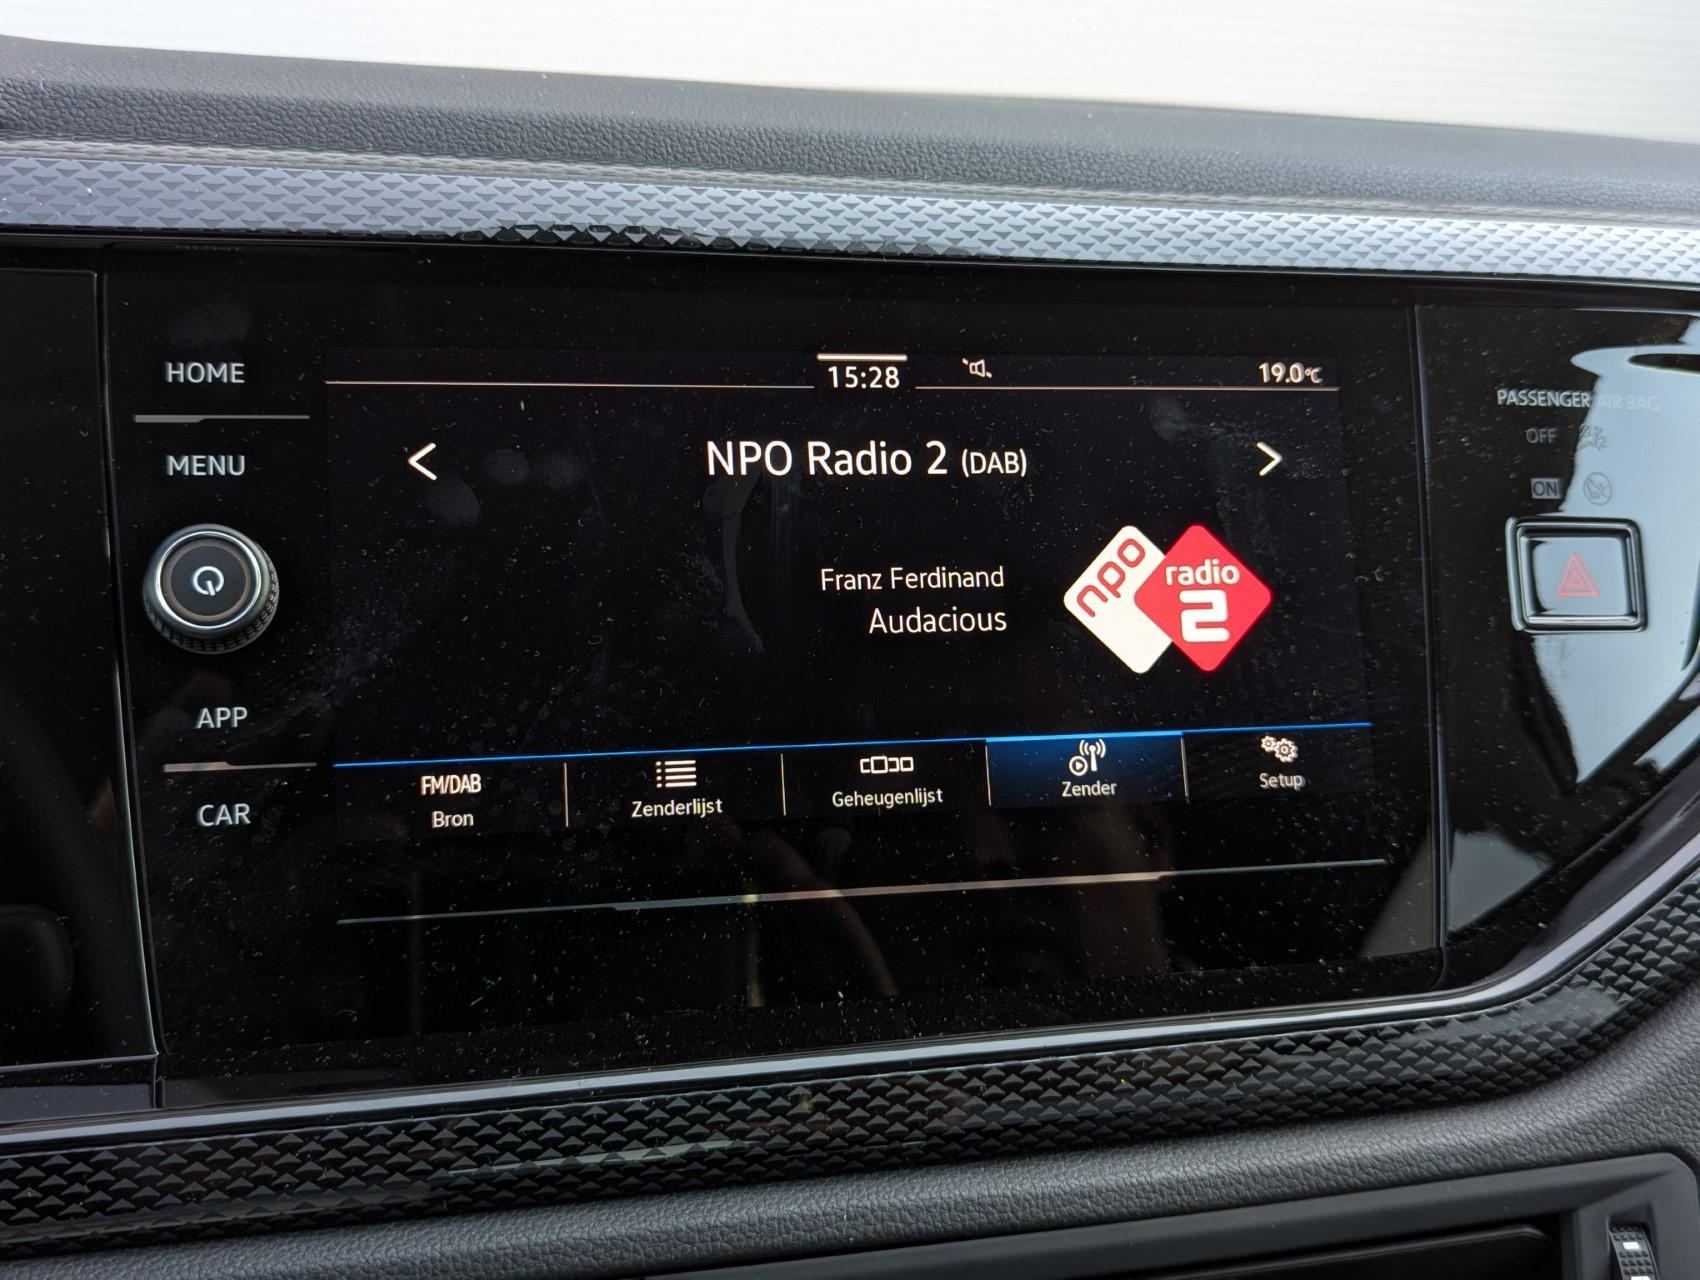 HOME
MENU
APP
CAR
15:28
19.0°C
NPO Radio 2 (DAB)
Franz Ferdinand
Audacious
npo
radio
2
FM/DAB
Bron
Zenderlijst
Geheugenlijst
Zender
Setup
PASSENGER AIR BAG
OFF
ON